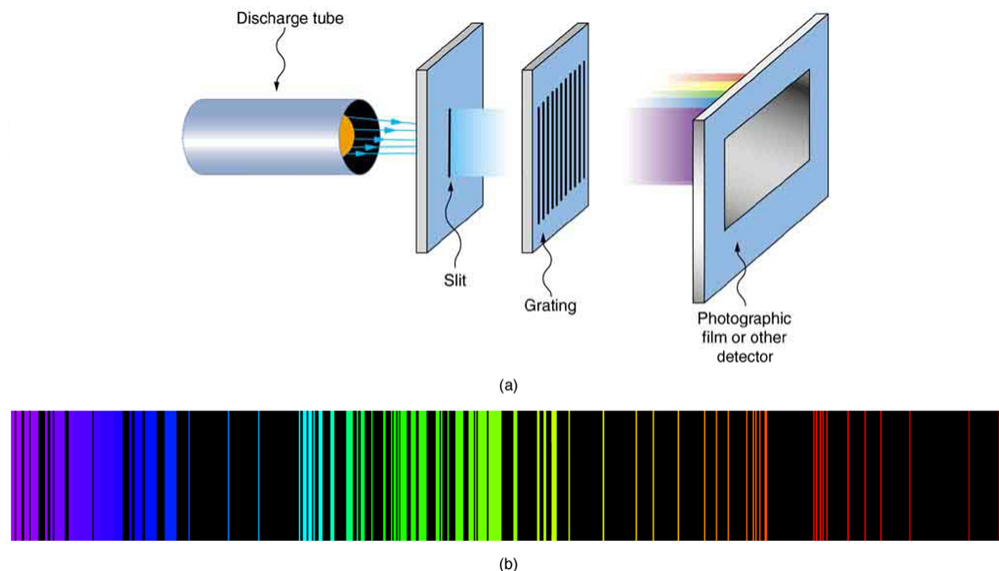 Discharge tube
Slit
Grating
Photographic
film or other
detector
(a)
(b)